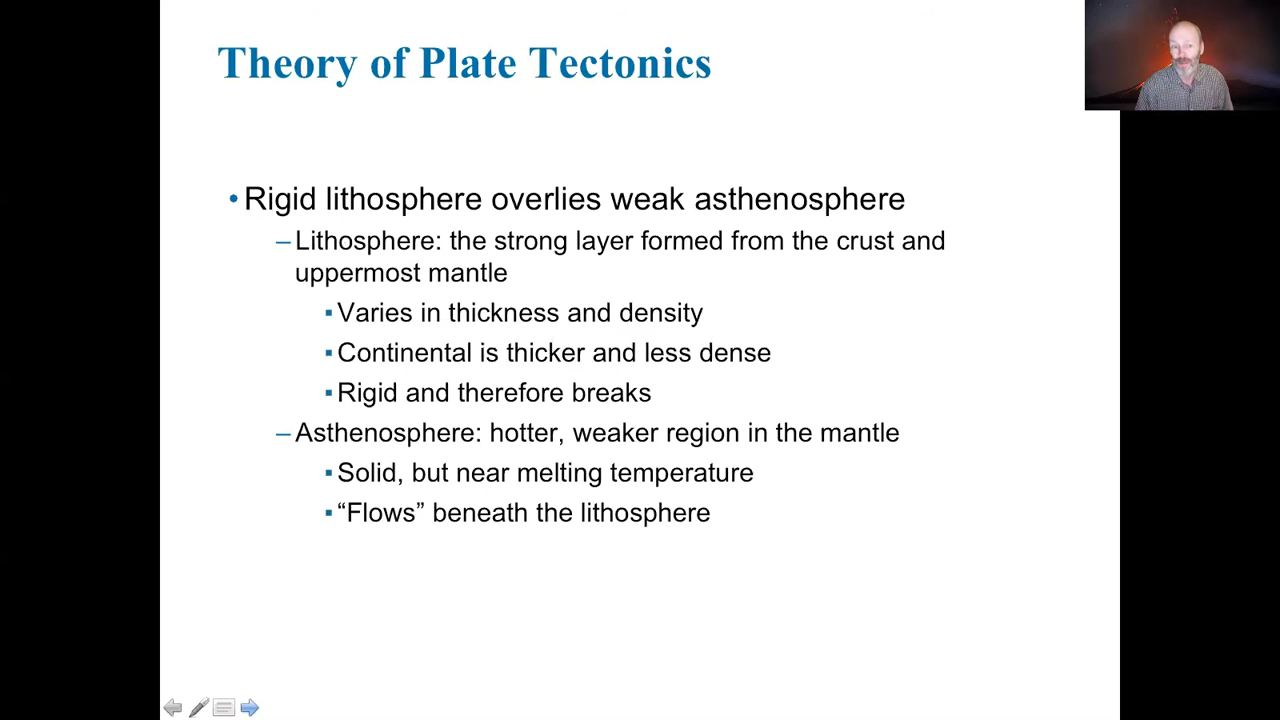 Theory of Plate Tectonics
•Rigid lithosphere overlies weak asthenosphere
–Lithosphere: the strong layer formed from the crust and
uppermost mantle
▪Varies in thickness and density
▪Continental is thicker and less dense
▪Rigid and therefore breaks
–Asthenosphere: hotter, weaker region in the mantle
▪Solid, but near melting temperature
▪“Flows” beneath the lithosphere